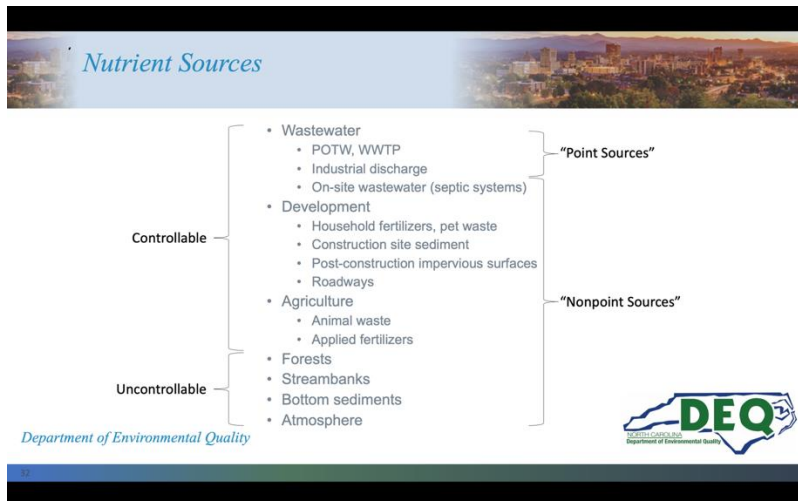 Nutrient Sources
• Wastewater
• POTW, WWTP
• Industrial discharge
• On-site wastewater (septic systems)
• Development
• Household fertilizers, pet waste
• Construction site sediment
• Post-construction impervious surfaces
• Roadways
• Agriculture
• Animal waste
• Applied fertilizers
• Forests
• Streambanks
• Bottom sediments
• Atmosphere
Controllable
Uncontrollable
“Point Sources”
“Nonpoint Sources”
Department of Environmental Quality
DEQ
NORTH CAROLINA
Department of Environmental Quality
32